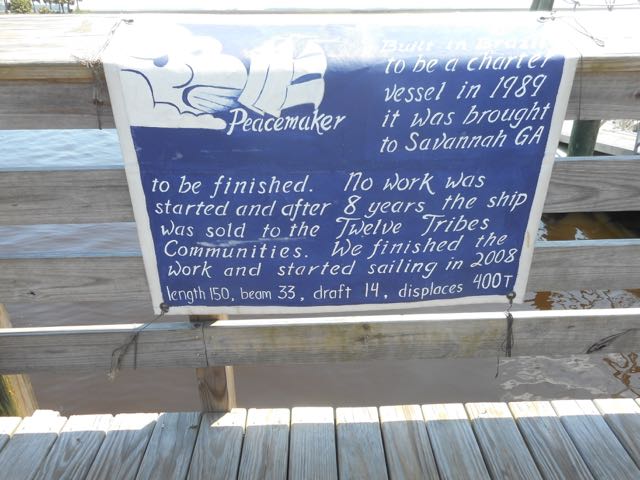 Built in Brazil
to be a charter
vessel in 1989
it was brought
to Savannah GA
Peacemaker
to be finished. No work was
started and after 8 years the ship
was sold to the Twelve Tribes
Communities. We finished the
work and started sailing in 2008
length 150, beam 33, draft 14, displaces 400T